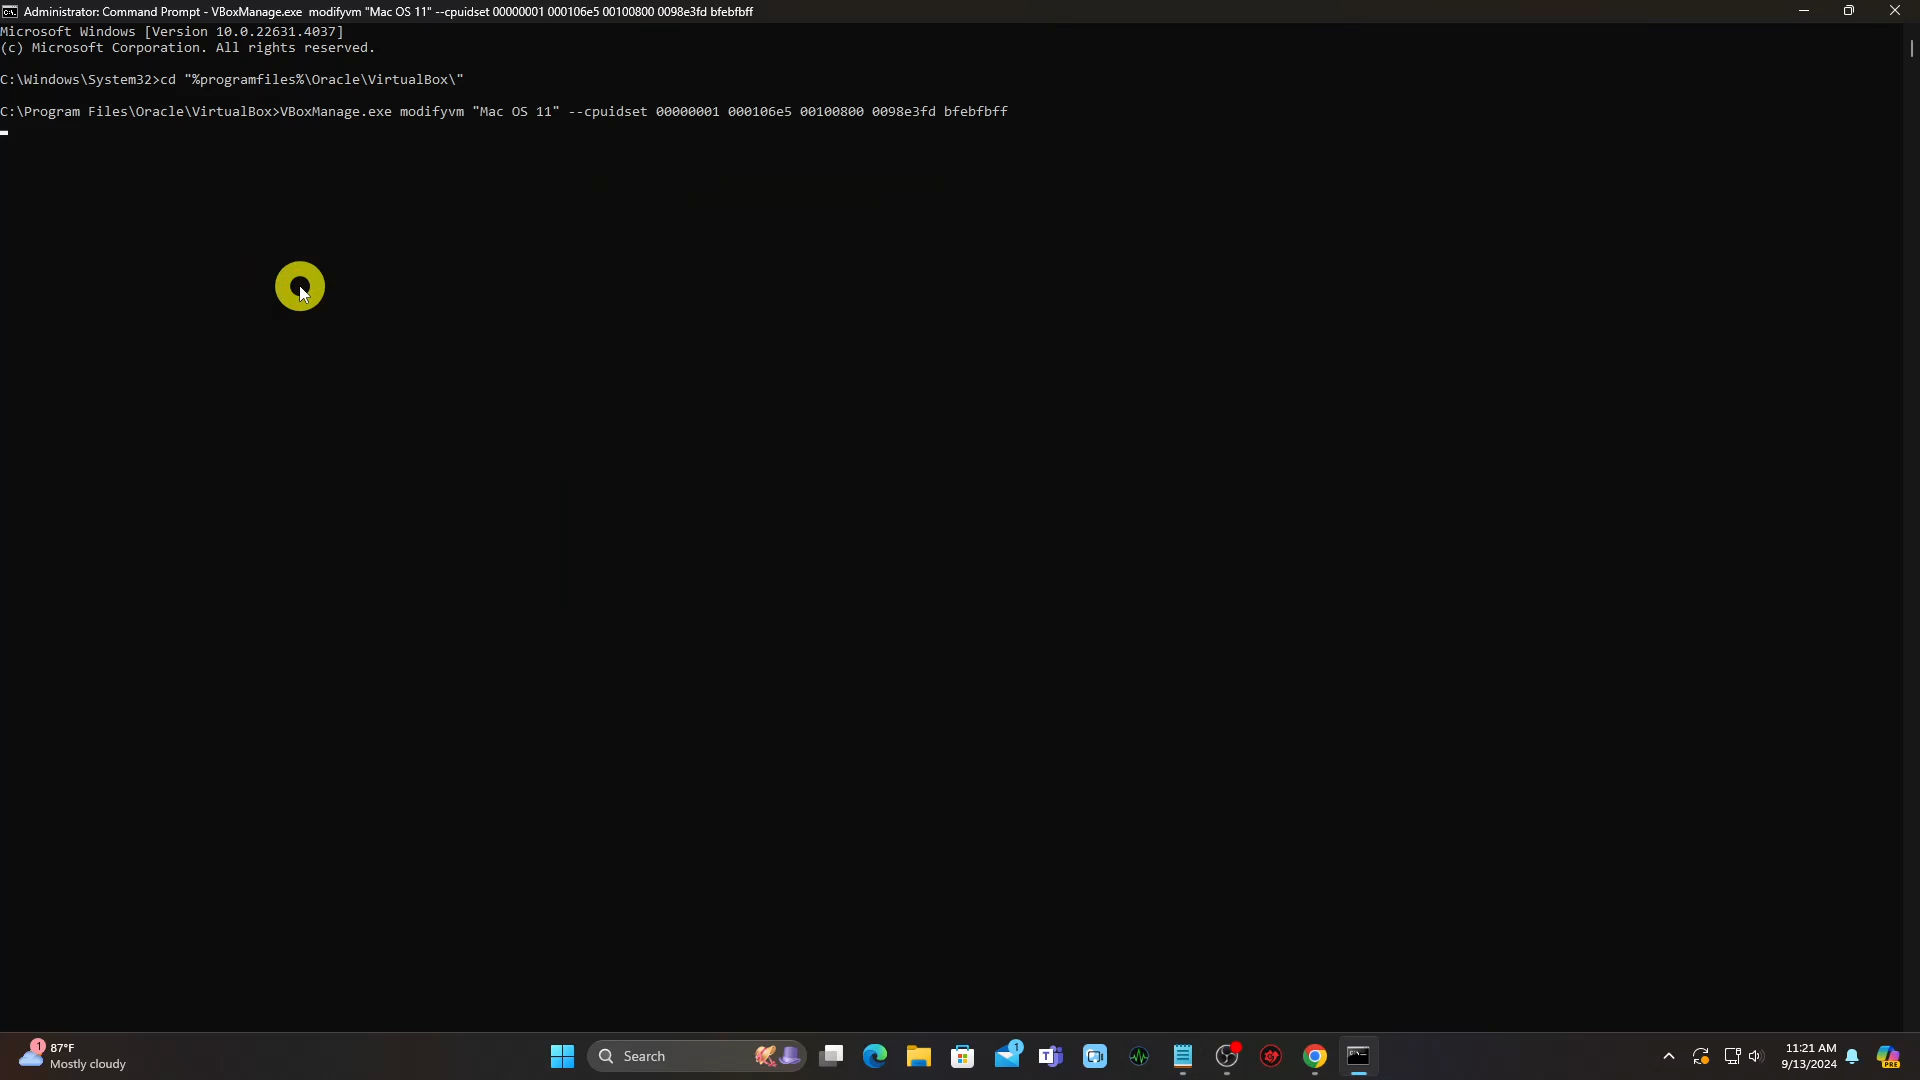 Administrator: Command Prompt - VBoxManage.exe  modifyvm "Mac OS 11" --cpuidset 00000001 000106e5 00100800 0098e3fd bfebfbff
Microsoft Windows [Version 10.0.22631.4037]
(c) Microsoft Corporation. All rights reserved.
C:\Windows\System32>cd "%programfiles%\Oracle\VirtualBox\"
C:\Program Files\Oracle\VirtualBox>VBoxManage.exe modifyvm "Mac OS 11" --cpuidset 00000001 000106e5 00100800 0098e3fd bfebfbff
1
87°F
Mostly cloudy
Search
1
11:21 AM
9/13/2024
PRE